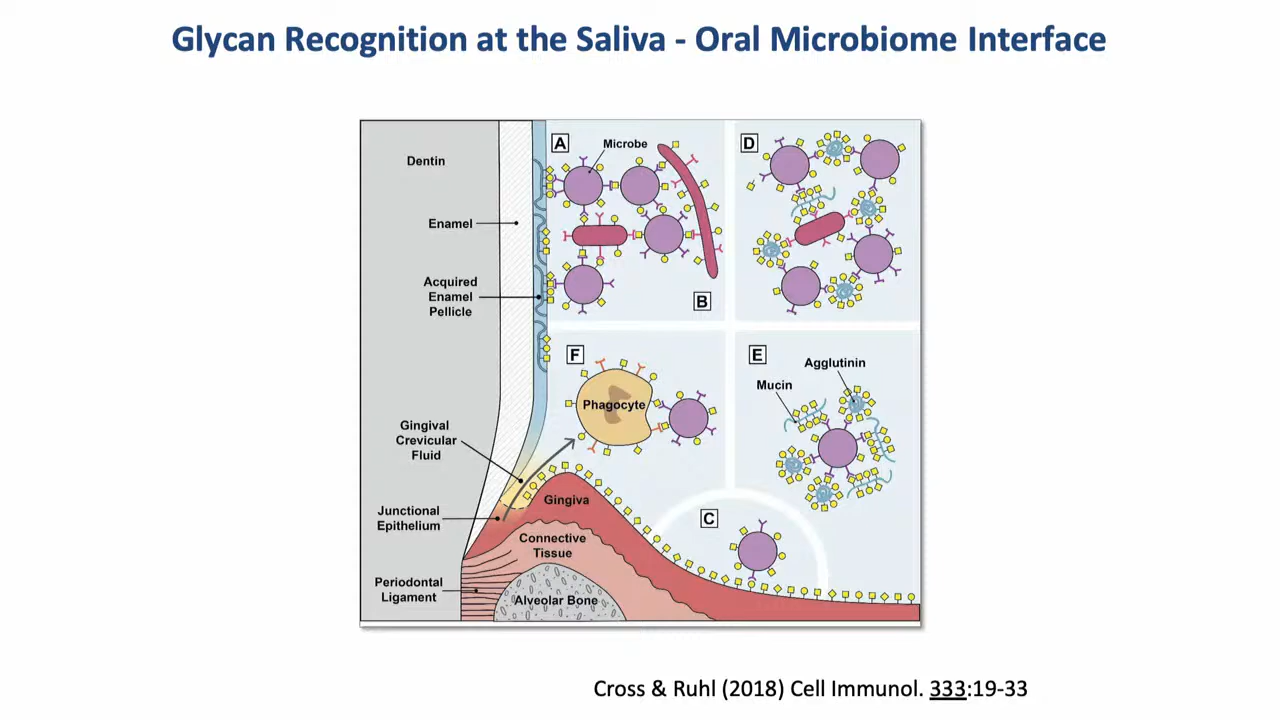 Glycan Recognition at the Saliva - Oral Microbiome Interface
Dentin
Enamel
Acquired
Enamel
Pellicle
Gingival
Crevicular
Fluid
Junctional
Epithelium
Periodontal
Ligament
A
Microbe
B
D
F
Phagocyte
E
Agglutinin
Mucin
Gingiva
Connective
Tissue
Alveolar Bone
C
Cross & Ruhl (2018) Cell Immunol. 333:19-33